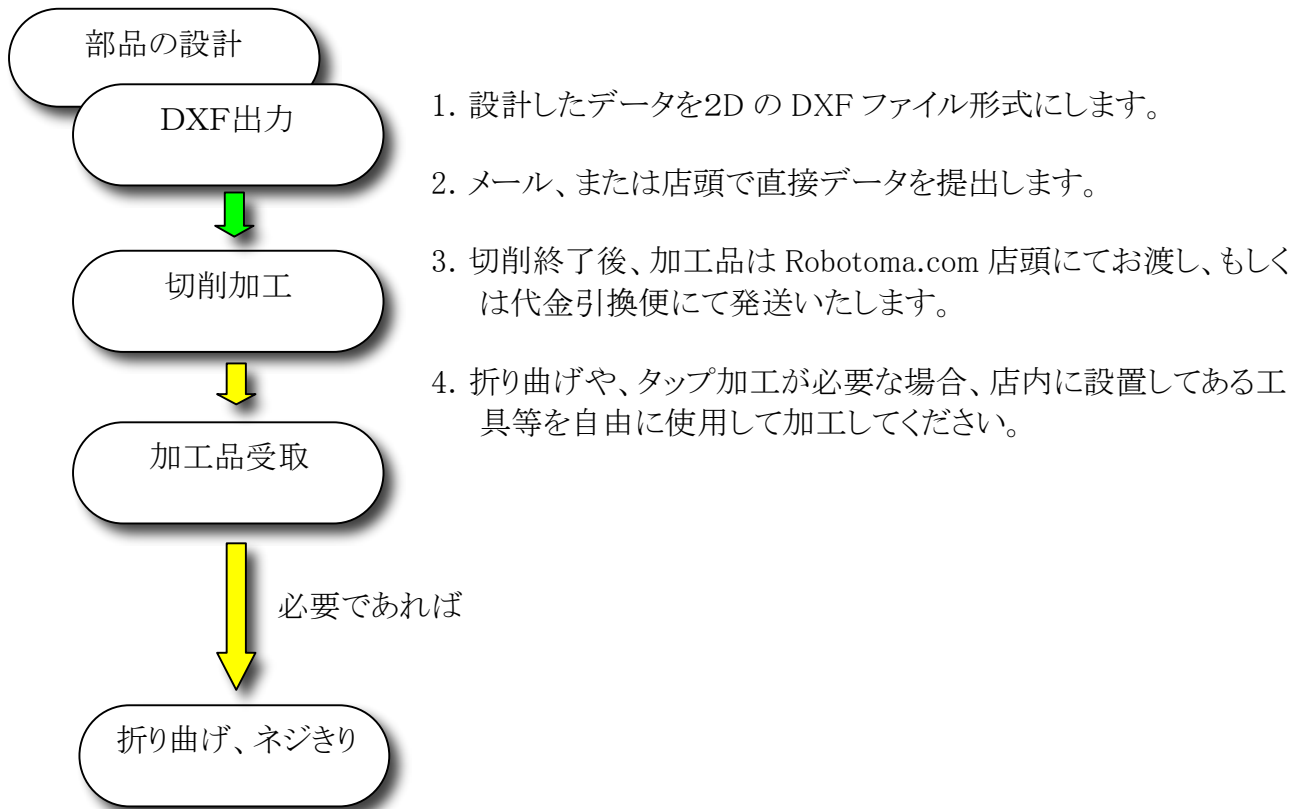 部品の設計
DXF出力
切削加工
加工品受取
必要であれば
折り曲げ、ネジきり
1. 設計したデータを2D の DXF ファイル形式にします。
2. メール、または店頭で直接データを提出します。
3. 切削終了後、加工品は Robotoma.com 店頭にてお渡し、もしく
は代金引換便にて発送いたします。
4. 折り曲げや、タップ加工が必要な場合、店内に設置してある工
具等を自由に使用して加工してください。